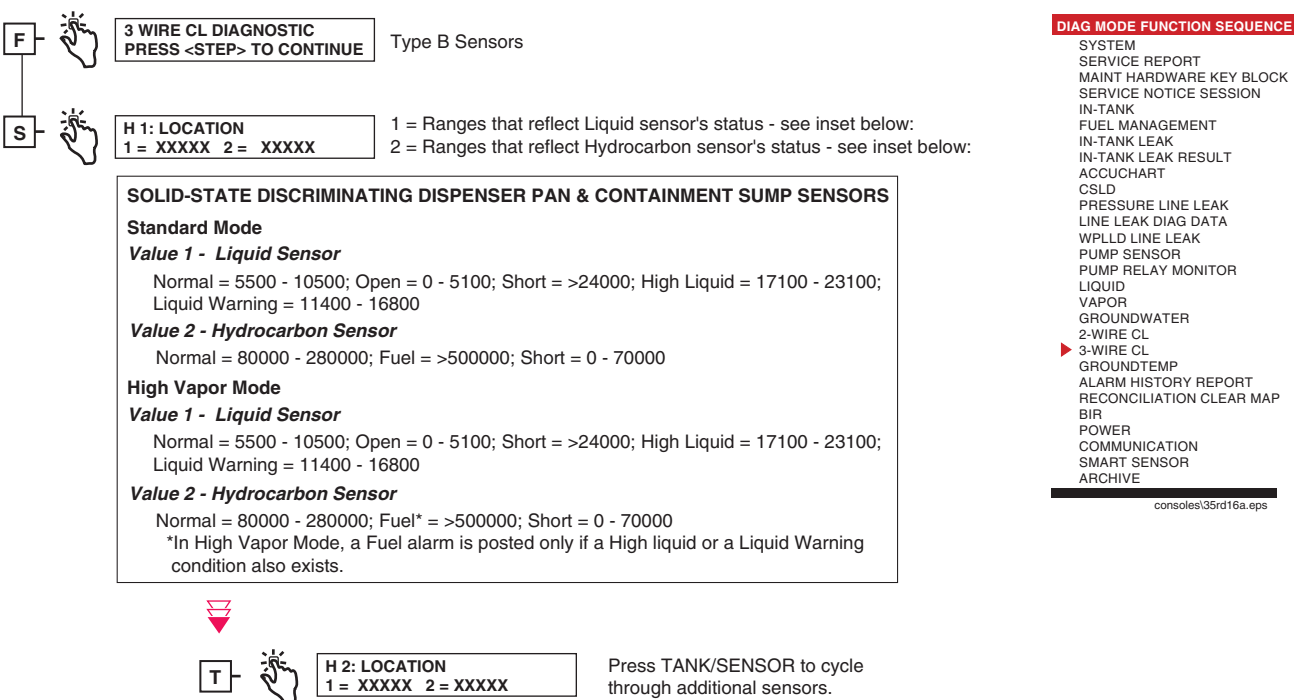 F
3 WIRE CL DIAGNOSTIC
PRESS <STEP> TO CONTINUE
Type B Sensors
S
H 1: LOCATION
1 = XXXXX 2 = XXXXX
1 = Ranges that reflect Liquid sensor's status - see inset below:
2 = Ranges that reflect Hydrocarbon sensor's status - see inset below:
SOLID-STATE DISCRIMINATING DISPENSER PAN & CONTAINMENT SUMP SENSORS
Standard Mode
Value 1 - Liquid Sensor
Normal = 5500 - 10500; Open = 0 - 5100; Short = >24000; High Liquid = 17100 - 23100;
Liquid Warning = 11400 - 16800
Value 2 - Hydrocarbon Sensor
Normal = 80000 - 280000; Fuel = >500000; Short = 0 - 70000
High Vapor Mode
Value 1 - Liquid Sensor
Normal = 5500 - 10500; Open = 0 - 5100; Short = >24000; High Liquid = 17100 - 23100;
Liquid Warning = 11400 - 16800
Value 2 - Hydrocarbon Sensor
Normal = 80000 - 280000; Fuel* = >500000; Short = 0 - 70000
*In High Vapor Mode, a Fuel alarm is posted only if a High liquid or a Liquid Warning
condition also exists.
T
H 2: LOCATION
1 = XXXXX 2 = XXXXX
Press TANK/SENSOR to cycle
through additional sensors.
DIAG MODE FUNCTION SEQUENCE
SYSTEM
SERVICE REPORT
MAINT HARDWARE KEY BLOCK
SERVICE NOTICE SESSION
IN-TANK
FUEL MANAGEMENT
IN-TANK LEAK
IN-TANK LEAK RESULT
ACCUCHART
CSLD
PRESSURE LINE LEAK
LINE LEAK DIAG DATA
WPLLD LINE LEAK
PUMP SENSOR
PUMP RELAY MONITOR
LIQUID
VAPOR
GROUNDWATER
2-WIRE CL
3-WIRE CL
GROUNDTEMP
ALARM HISTORY REPORT
RECONCILIATION CLEAR MAP
BIR
POWER
COMMUNICATION
SMART SENSOR
ARCHIVE
consoles\35rd16a.eps